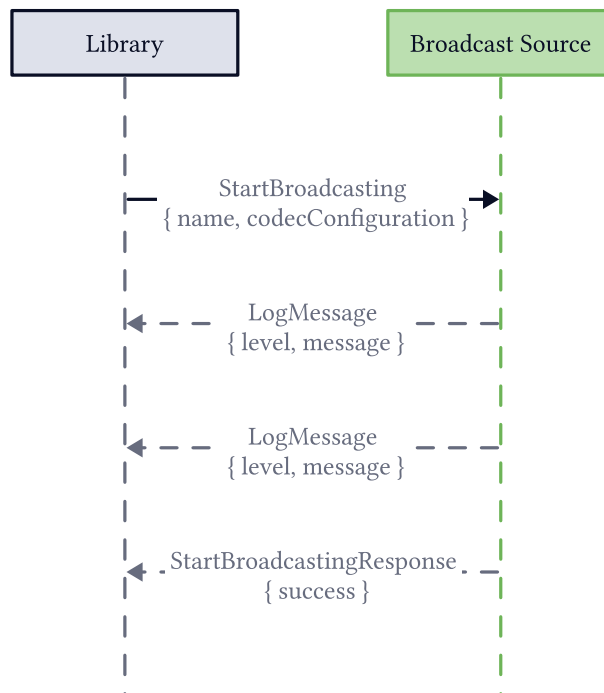 Library
Broadcast Source
StartBroadcasting
{ name, codecConfiguration }
LogMessage
{ level, message }
LogMessage
{ level, message }
StartBroadcastingResponse
{ success }